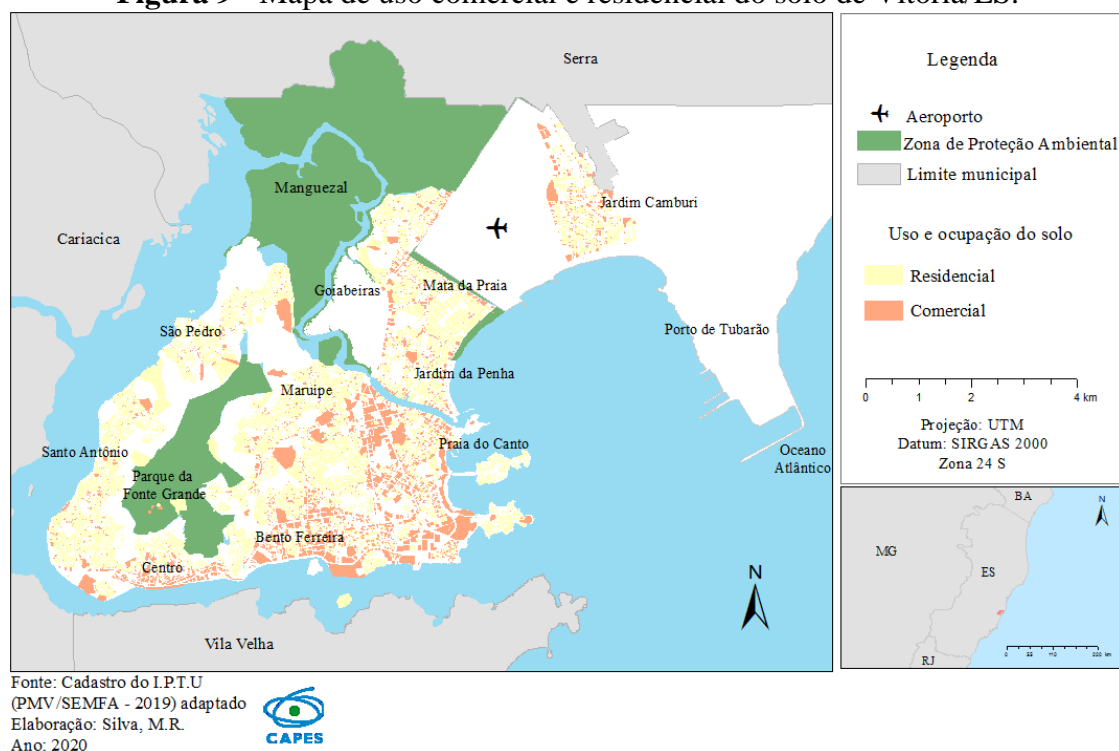 Figura 9 - Mapa de uso comercial e residencial do solo de Vitória/ES.
Serra
Manguezal
Cariacica
Jardim Camburi
Goiabeiras
Mata da Praia
São Pedro
Porto de Tubarão
Jardim da Penha
Maruipe
Praia do Canto
Santo Antônio
Oceano
Atlântico
Parque da
Fonte Grande
Bento Ferreira
Centro
N
Vila Velha
Legenda
Aeroporto
Zona de Proteção Ambiental
Limite municipal
Uso e ocupação do solo
Residencial
Comercial
0 1 2 4 km
Projeção: UTM
Datum: SIRGAS 2000
Zona 24 S
BA
N
MG
ES
RJ
Fonte: Cadastro do I.P.T.U
(PMV/SEMFA - 2019) adaptado
Elaboração: Silva, M.R.
Ano: 2020
CAPES